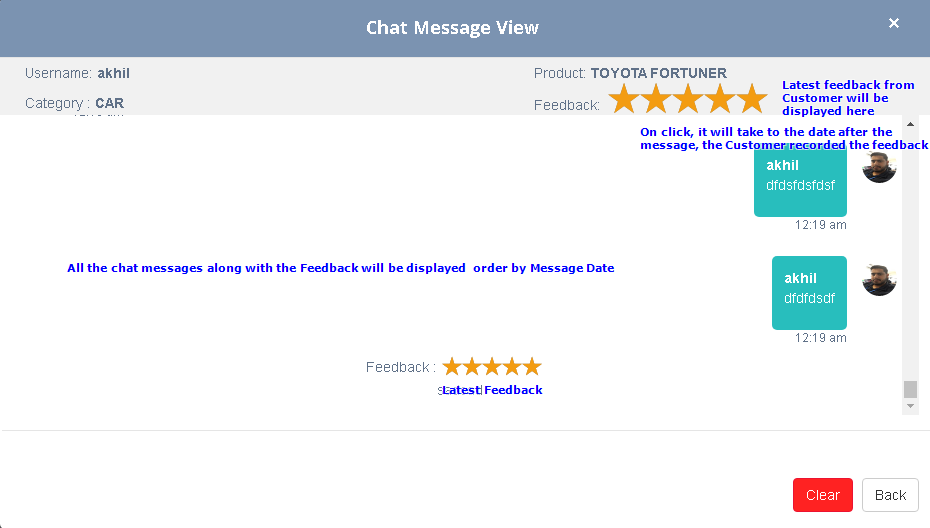 Chat Message View
×
Username: akhil
Product: TOYOTA FORTUNER
Category : CAR
Feedback:
Latest feedback from
Customer will be
displayed here
On click, it will take to the date after the
message, the Customer recorded the feedback
akhil
dfdsfdsfdsf
12:19 am
All the chat messages along with the Feedback will be displayed order by Message Date
akhil
dfdfdsdf
12:19 am
Feedback :
Latest Feedback
Clear
Back